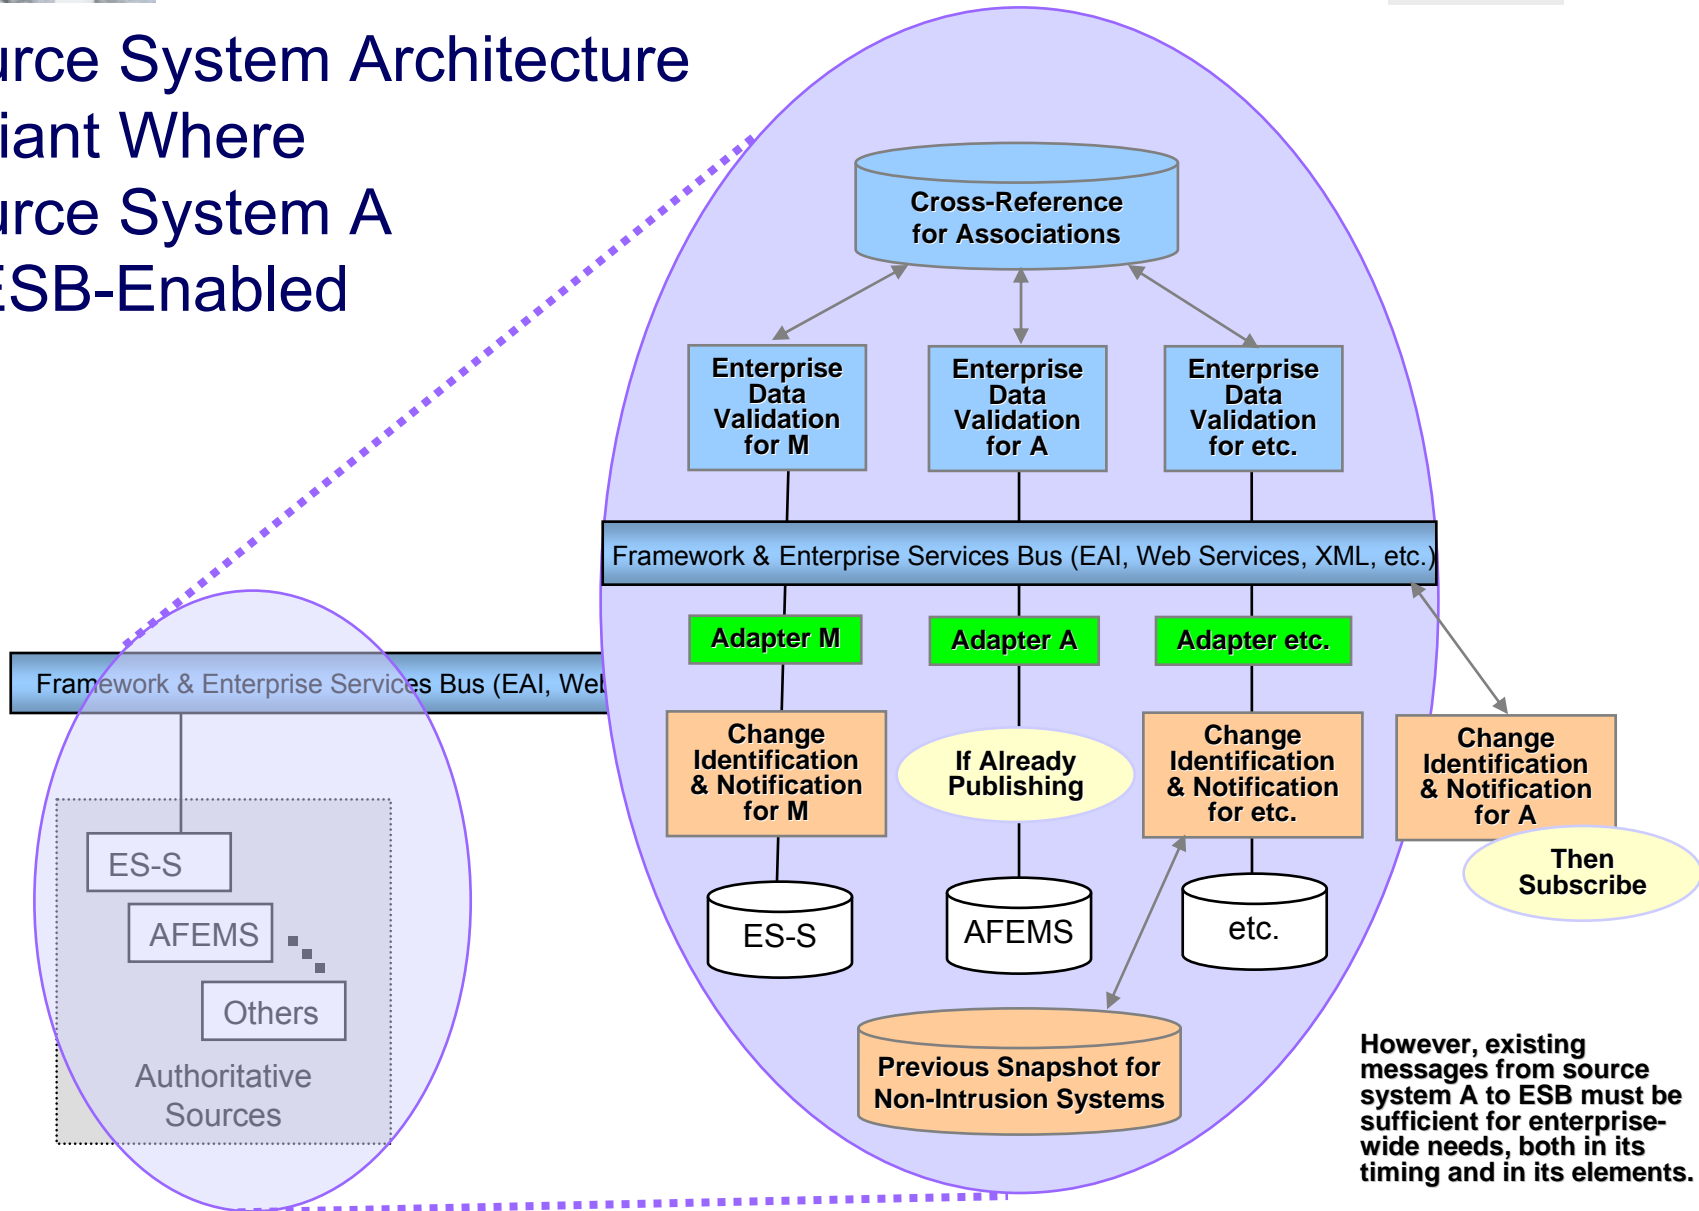 urce System Architecture
iant Where
urce System A
ESB-Enabled
Cross-Reference
for Associations
Enterprise
Data
Validation
for M
Enterprise
Data
Validation
for A
Enterprise
Data
Validation
for etc.
Framework & Enterprise Services Bus (EAI, Web Services, XML, etc.)
Adapter M
Adapter A
Adapter etc.
Framework & Enterprise Services Bus (EAI, Web
Change
Identification
& Notification
for M
If Already
Publishing
Change
Identification
& Notification
for etc.
Change
Identification
& Notification
for A
Then
Subscribe
ES-S
AFEMS
Others
Authoritative
Sources
ES-S
AFEMS
etc.
Previous Snapshot for
Non-Intrusion Systems
However, existing
messages from source
system A to ESB must be
sufficient for enterprise-
wide needs, both in its
timing and in its elements.